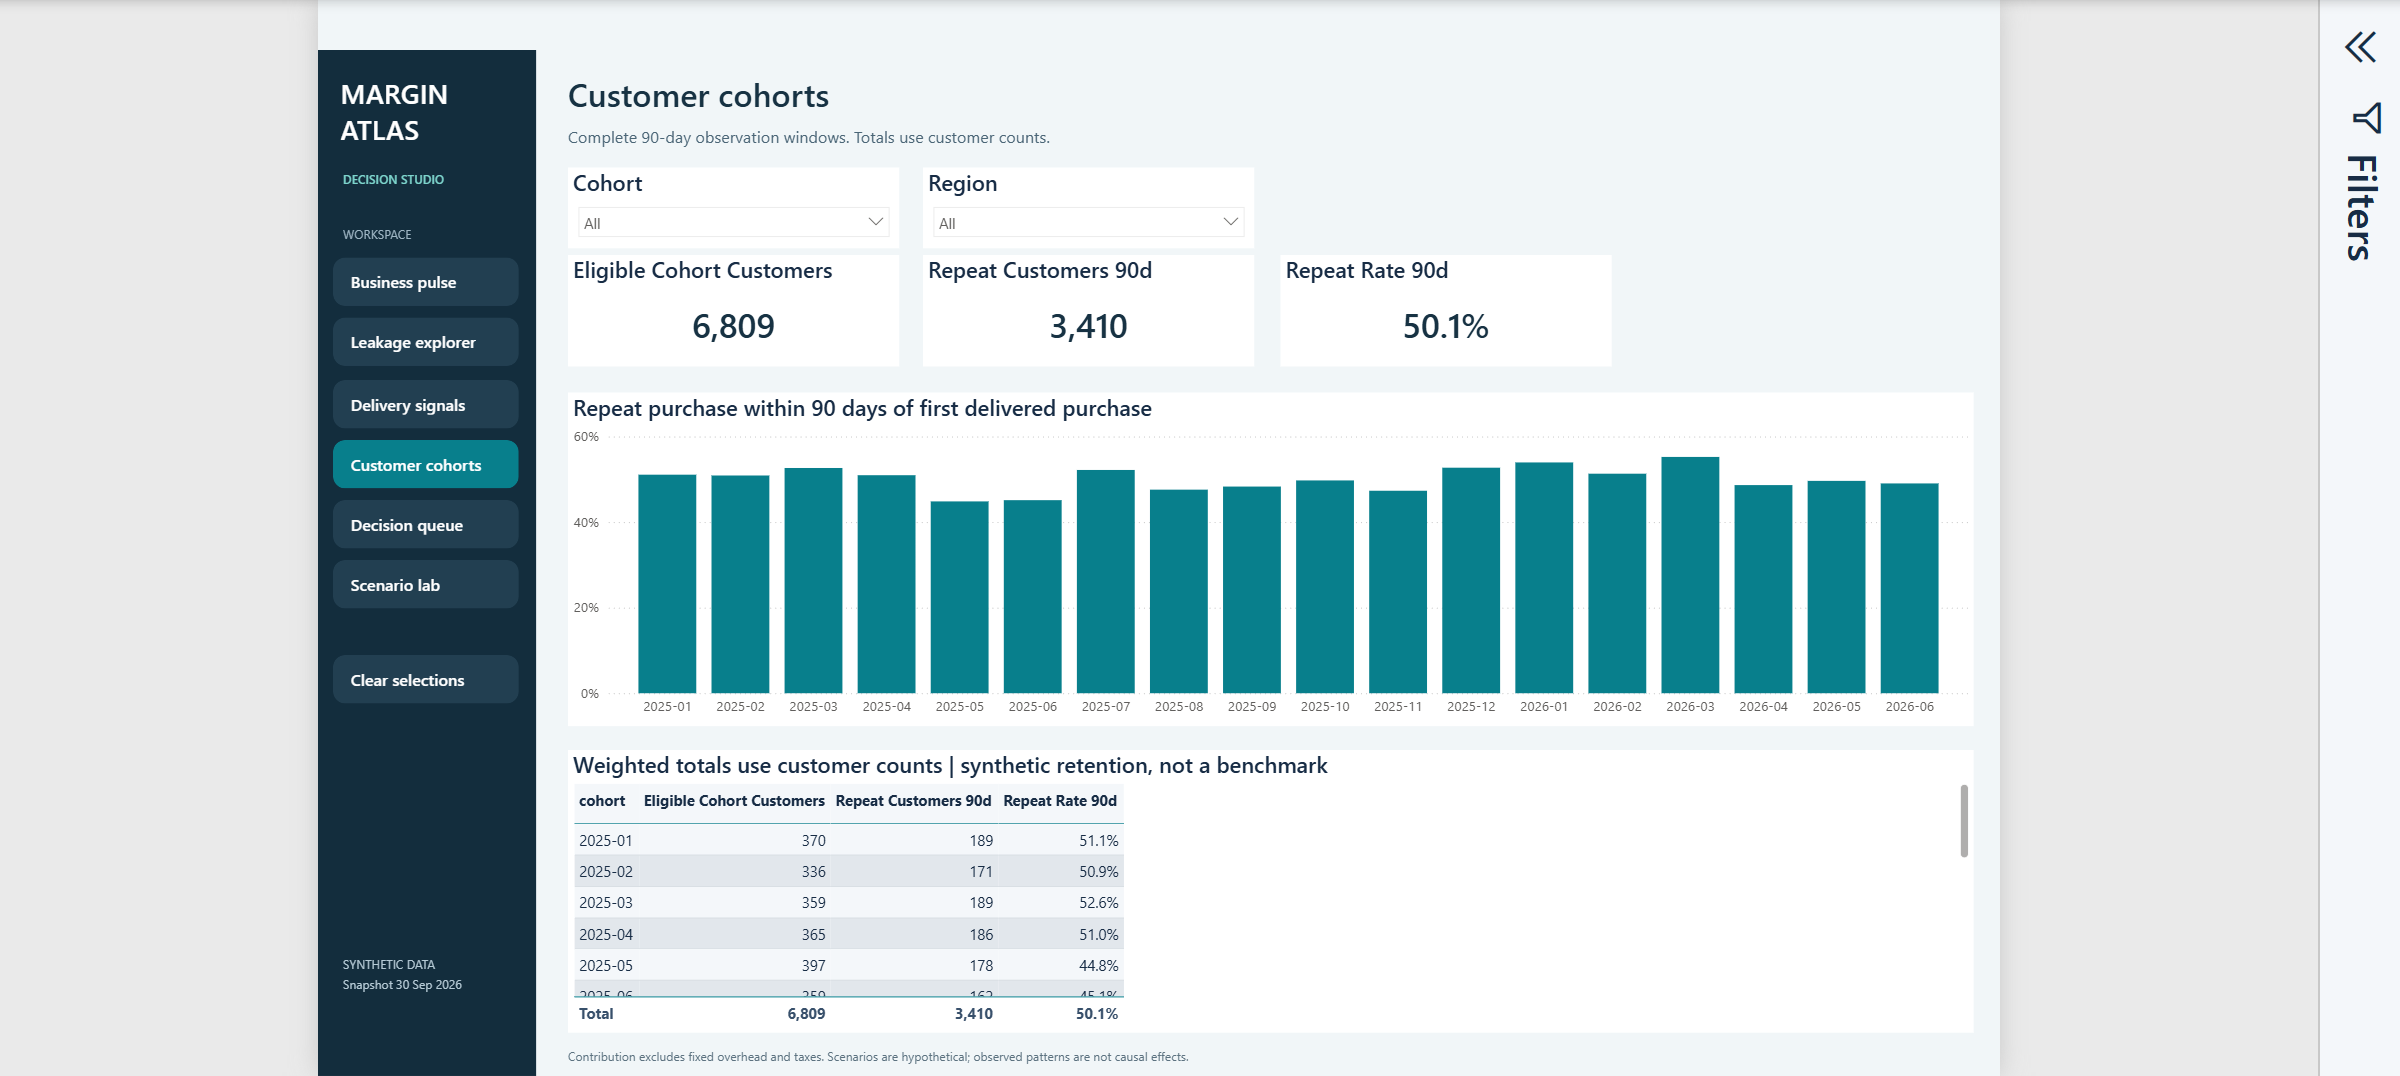 MARGIN
ATLAS
DECISION STUDIO
WORKSPACE
Business pulse
Leakage explorer
Delivery signals
Customer cohorts
Decision queue
Scenario lab
Clear selections
SYNTHETIC DATA
Snapshot 30 Sep 2026
Customer cohorts
Complete 90-day observation windows. Totals use customer counts.
Cohort
All
Region
All
Eligible Cohort Customers
6,809
Repeat Customers 90d
3,410
Repeat Rate 90d
50.1%
Repeat purchase within 90 days of first delivered purchase
60%
40%
20%
0%
2025-01 2025-02 2025-03 2025-04 2025-05 2025-06 2025-07 2025-08 2025-09 2025-10 2025-11 2025-12 2026-01 2026-02 2026-03 2026-04 2026-05 2026-06
Weighted totals use customer counts | synthetic retention, not a benchmark
cohort Eligible Cohort Customers Repeat Customers 90d Repeat Rate 90d
2025-01 370 189 51.1%
2025-02 336 171 50.9%
2025-03 359 189 52.6%
2025-04 365 186 51.0%
2025-05 397 178 44.8%
2025-06 359 162 45.1%
Total 6,809 3,410 50.1%
Contribution excludes fixed overhead and taxes. Scenarios are hypothetical; observed patterns are not causal effects.
Filters